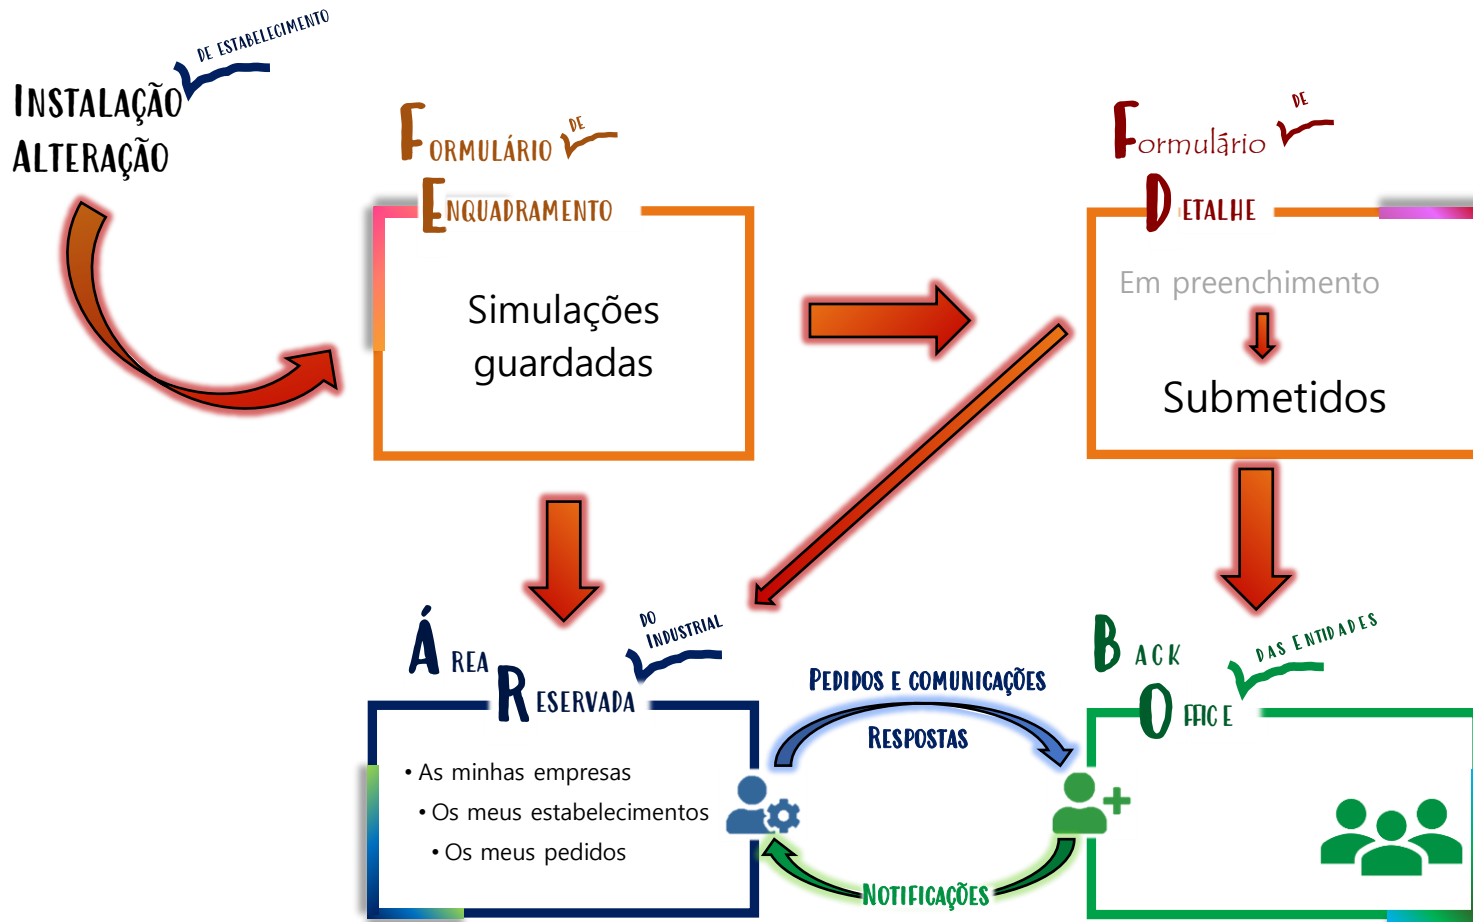 DE ESTABELECIMENTO
INSTALAÇÃO
ALTERAÇÃO
FORMULÁRIO DE
ENQUADRAMENTO
Simulações
guardadas
Formulário DE
DETALHE
Em preenchimento
Submetidos
ÁREA
RESERVADA
DO
INDUSTRIAL
• As minhas empresas
• Os meus estabelecimentos
• Os meus pedidos
PEDIDOS E COMUNICAÇÕES
RESPOSTAS
NOTIFICAÇÕES
BACK
OFFICE
DAS ENTIDADES